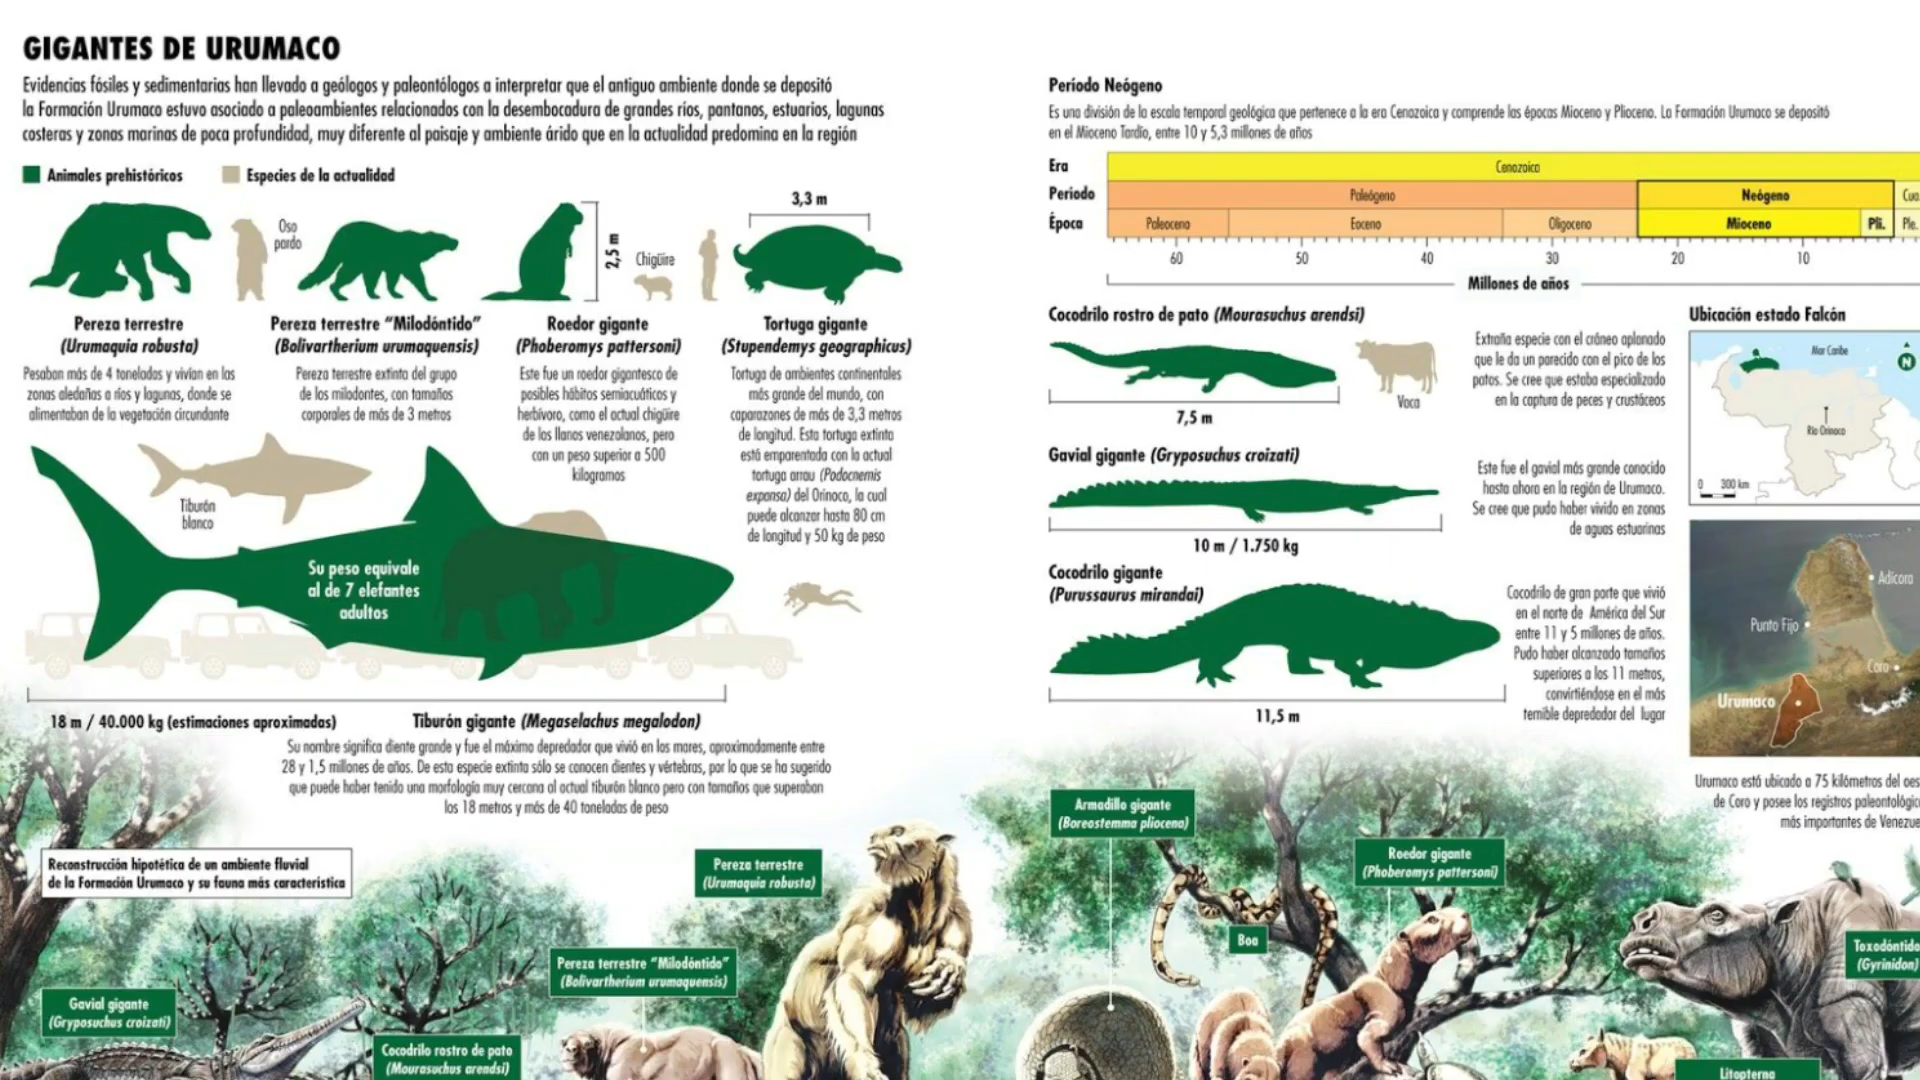 GIGANTES DE URUMACO
Evidencias fósiles y sedimentarias han llevado a geólogos y paleontólogos a interpretar que el antiguo ambiente donde se depositó
la Formación Urumaco estuvo asociado a paleoambientes relacionados con la desembocadura de grandes ríos, pantanos, estuarios, lagunas
costeras y zonas marinas de poca profundidad, muy diferente al paisaje y ambiente árido que en la actualidad predomina en la región
Animales prehistóricos
Especies de la actualidad
Oso
pardo
2,5 m
Chigüire
3,3 m
Pereza terrestre
(Urumaquia robusta)
Pesaban más de 4 toneladas y vivían en las
zonas aledañas a ríos y lagunas, donde se
alimentaban de la vegetación circundante
Pereza terrestre “Milodóntido”
(Bolivartherium urumaquensis)
Pereza terrestre extinta del grupo
de los milodontes, con tamaños
corporales de más de 3 metros
Roedor gigante
(Phoberomys pattersoni)
Este fue un roedor gigantesco de
posibles hábitos semiacuáticos y
herbívoro, como el actual chigüire
de los llanos venezolanos, pero
con un peso superior a 500
kilogramos
Tortuga gigante
(Stupendemys geographicus)
Tortuga de ambientes continentales
más grande del mundo, con
caparazones de más de 3,3 metros
de longitud. Esta tortuga extinta
está emparentada con la actual
tortuga arrau (Podocnemis
expansa) del Orinoco, la cual
puede alcanzar hasta 80 cm
de longitud y 50 kg de peso
Tiburón
blanco
Su peso equivale
al de 7 elefantes
adultos
18 m / 40.000 kg (estimaciones aproximadas)
Tiburón gigante (Megaselachus megalodon)
Su nombre significa diente grande y fue el máximo depredador que vivió en los mares, aproximadamente entre
28 y 1,5 millones de años. De esta especie extinta sólo se conocen dientes y vértebras, por lo que se ha sugerido
que puede haber tenido una morfología muy cercana al actual tiburón blanco pero con tamaños que superaban
los 18 metros y más de 40 toneladas de peso
Período Neógeno
Es una división de la escala temporal geológica que pertenece a la era Cenozoica y comprende las épocas Mioceno y Plioceno. La Formación Urumaco se depositó
en el Mioceno Tardío, entre 10 y 5,3 millones de años
Era
Cenozoica
Período
Paleógeno
Neógeno
Cua.
Época
Paleoceno
Eoceno
Oligoceno
Mioceno
Pli.
Ple.
60
50
40
30
20
10
Millones de años
Cocodrilo rostro de pato (Mourasuchus arendsi)
Vaca
7,5 m
Extraña especie con el cráneo aplanado
que le da un parecido con el pico de los
patos. Se cree que estaba especializado
en la captura de peces y crustáceos
Gavial gigante (Gryposuchus croizati)
10 m / 1.750 kg
Este fue el gavial más grande conocido
hasta ahora en la región de Urumaco.
Se cree que pudo haber vivido en zonas
de aguas estuarinas
Cocodrilo gigante
(Purussaurus mirandai)
11,5 m
Cocodrilo de gran porte que vivió
en el norte de América del Sur
entre 11 y 5 millones de años.
Pudo haber alcanzado tamaños
superiores a los 11 metros,
convirtiéndose en el más
temible depredador del lugar
Ubicación estado Falcón
Mar Caribe
N
Río Orinoco
0 300 km
Adícora
Punto Fijo
Coro
Urumaco
Urumaco está ubicado a 75 kilómetros del oes
de Coro y posee los registros paleontológic
más importantes de Venezue
Reconstrucción hipotética de un ambiente fluvial
de la Formación Urumaco y su fauna más característica
Gavial gigante
(Gryposuchus croizati)
Cocodrilo rostro de pato
(Mourasuchus arendsi)
Pereza terrestre “Milodóntido”
(Bolivartherium urumaquensis)
Pereza terrestre
(Urumaquia robusta)
Armadillo gigante
(Boreostemma pliocena)
Boa
Roedor gigante
(Phoberomys pattersoni)
Toxodóntido
(Gyrinidon)
Litopterna